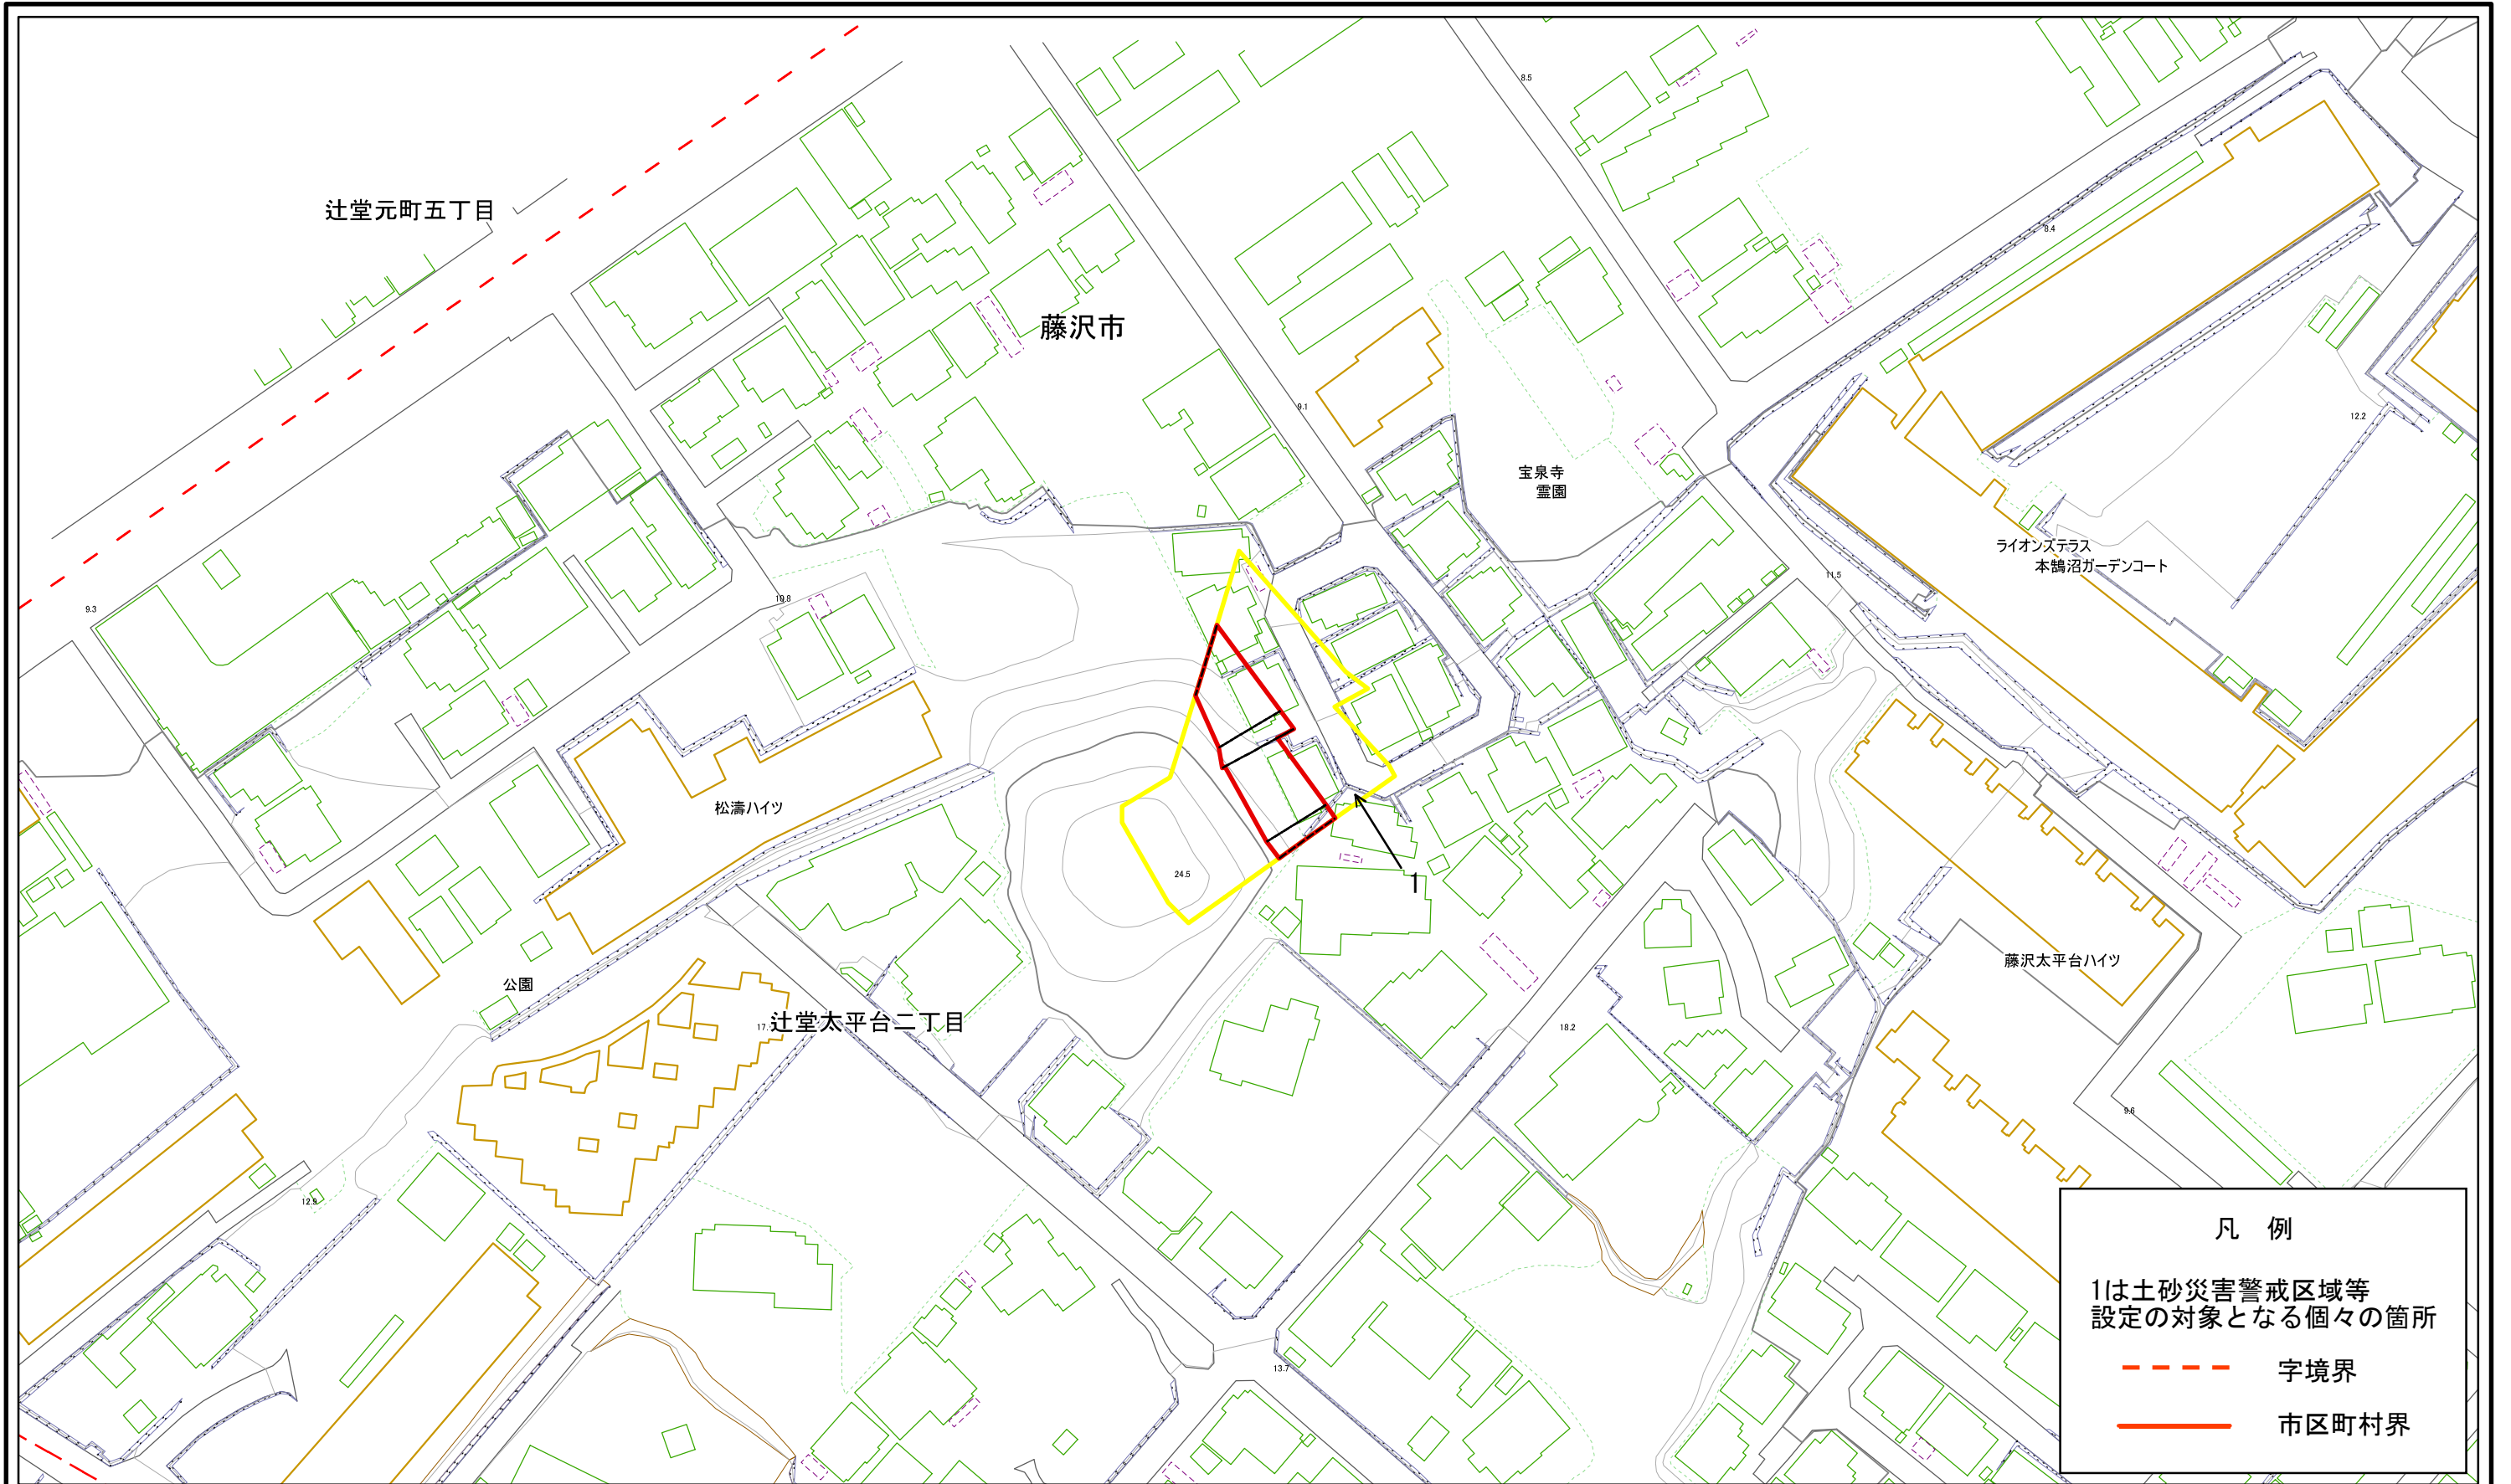 8.5
辻堂元町五丁目
8.4
藤沢市
9.1
12.2
宝泉寺
霊園
ライオンズテラス
本鵠沼ガーデンコート
11.5
10.8
9.3
松濤ハイツ
24.5
1
藤沢太平台ハイツ
公園
辻堂太平台二丁目
18.2
9.6
12.9
13.7
凡 例
1は土砂災害警戒区域等
設定の対象となる個々の箇所
字境界
市区町村界